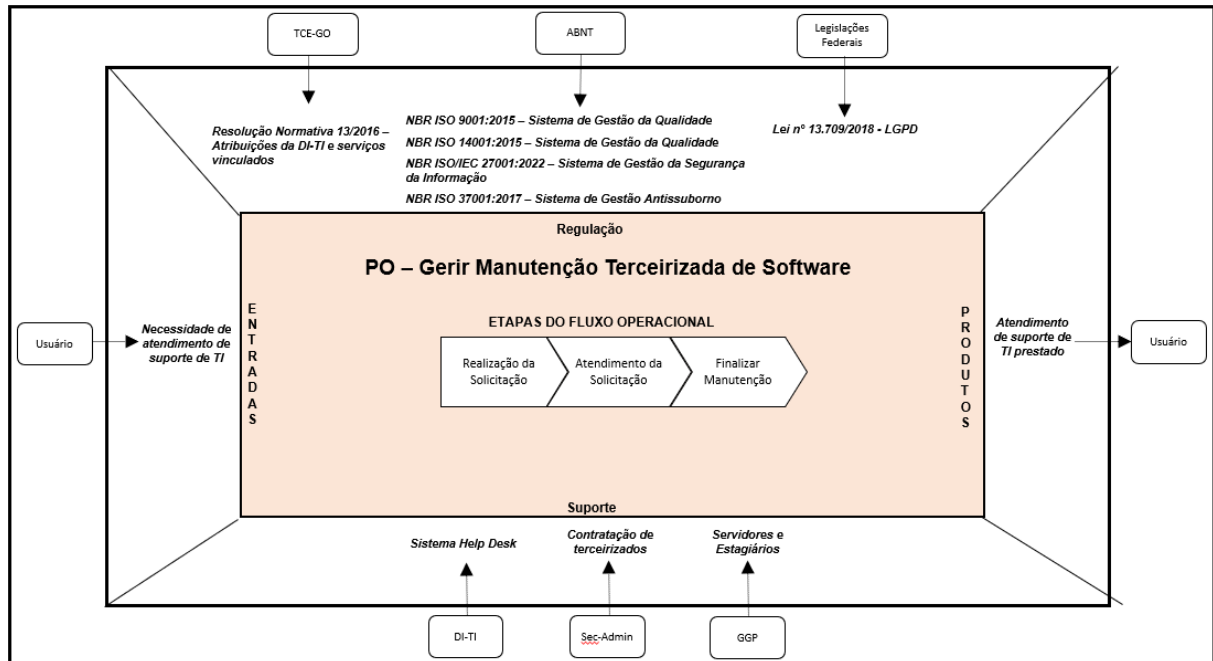 TCE-GO
ABNT
Legislações
Federais
Resolução Normativa 13/2016 –
Atribuições da DI-TI e serviços
vinculados
NBR ISO 9001:2015 – Sistema de Gestão da Qualidade
NBR ISO 14001:2015 – Sistema de Gestão da Qualidade
NBR ISO/IEC 27001:2022 – Sistema de Gestão da Segurança
da Informação
NBR ISO 37001:2017 – Sistema de Gestão Antissuborno
Lei nº 13.709/2018 - LGPD
Regulação
PO – Gerir Manutenção Terceirizada de Software
Usuário
Necessidade de
atendimento de
suporte de TI
ENTRADAS
ETAPAS DO FLUXO OPERACIONAL
Realização da
Solicitação
Atendimento da
Solicitação
Finalizar
Manutenção
PRODUTOS
Atendimento
de suporte de
TI prestado
Usuário
Suporte
Sistema Help Desk
Contratação de
terceirizados
Servidores e
Estagiários
DI-TI
Sec-Admin
GGP